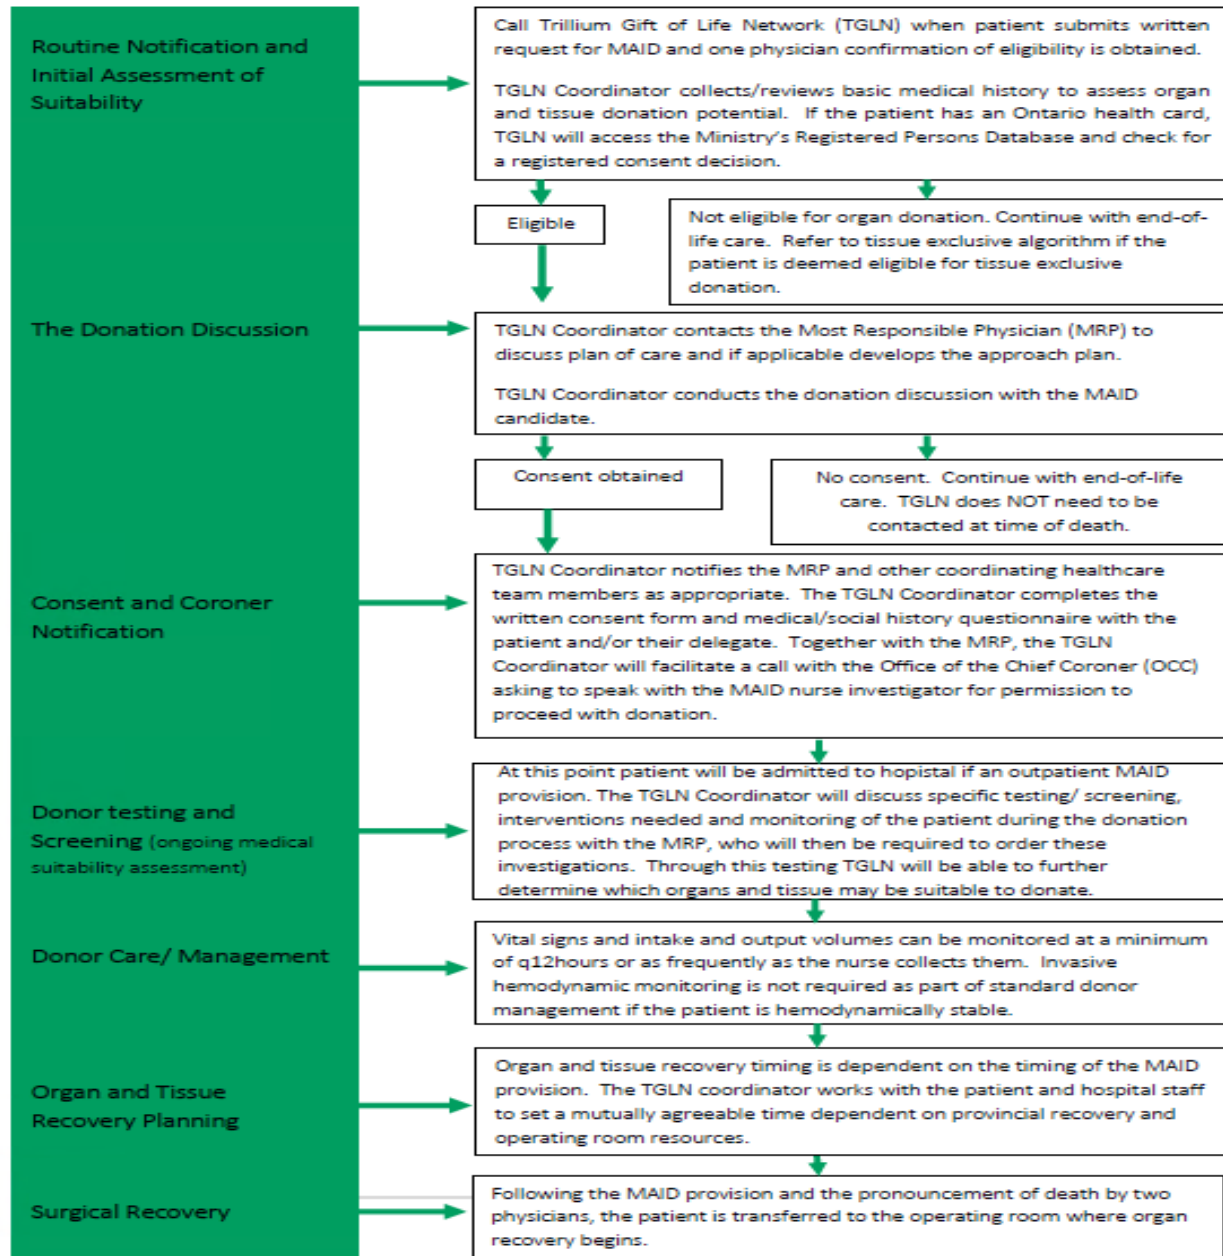 Routine Notification and
Initial Assessment of
Suitability
Call Trillium Gift of Life Network (TGLN) when patient submits written
request for MAID and one physician confirmation of eligibility is obtained.
TGLN Coordinator collects/reviews basic medical history to assess organ
and tissue donation potential. If the patient has an Ontario health card,
TGLN will access the Ministry's Registered Persons Database and check for
a registered consent decision.
Eligible
Not eligible for organ donation. Continue with end-of-
life care. Refer to tissue exclusive algorithm if the
patient is deemed eligible for tissue exclusive
donation.
The Donation Discussion
TGLN Coordinator contacts the Most Responsible Physician (MRP) to
discuss plan of care and if applicable develops the approach plan.
TGLN Coordinator conducts the donation discussion with the MAID
candidate.
Consent obtained
No consent. Continue with end-of-life
care. TGLN does NOT need to be
contacted at time of death.
Consent and Coroner
Notification
TGLN Coordinator notifies the MRP and other coordinating healthcare
team members as appropriate. The TGLN Coordinator completes the
written consent form and medical/social history questionnaire with the
patient and/or their delegate. Together with the MRP, the TGLN
Coordinator will facilitate a call with the Office of the Chief Coroner (OCC)
asking to speak with the MAID nurse investigator for permission to
proceed with donation.
Donor testing and
Screening (ongoing medical
suitability assessment)
At this point patient will be admitted to hopistal if an outpatient MAID
provision. The TGLN Coordinator will discuss specific testing/ screening,
interventions needed and monitoring of the patient during the donation
process with the MRP, who will then be required to order these
investigations. Through this testing TGLN will be able to further
determine which organs and tissue may be suitable to donate.
Donor Care/ Management
Vital signs and intake and output volumes can be monitored at a minimum
of q12hours or as frequently as the nurse collects them. Invasive
hemodynamic monitoring is not required as part of standard donor
management if the patient is hemodynamically stable.
Organ and Tissue
Recovery Planning
Organ and tissue recovery timing is dependent on the timing of the MAID
provision. The TGLN coordinator works with the patient and hospital staff
to set a mutually agreeable time dependent on provincial recovery and
operating room resources.
Surgical Recovery
Following the MAID provision and the pronouncement of death by two
physicians, the patient is transferred to the operating room where organ
recovery begins.